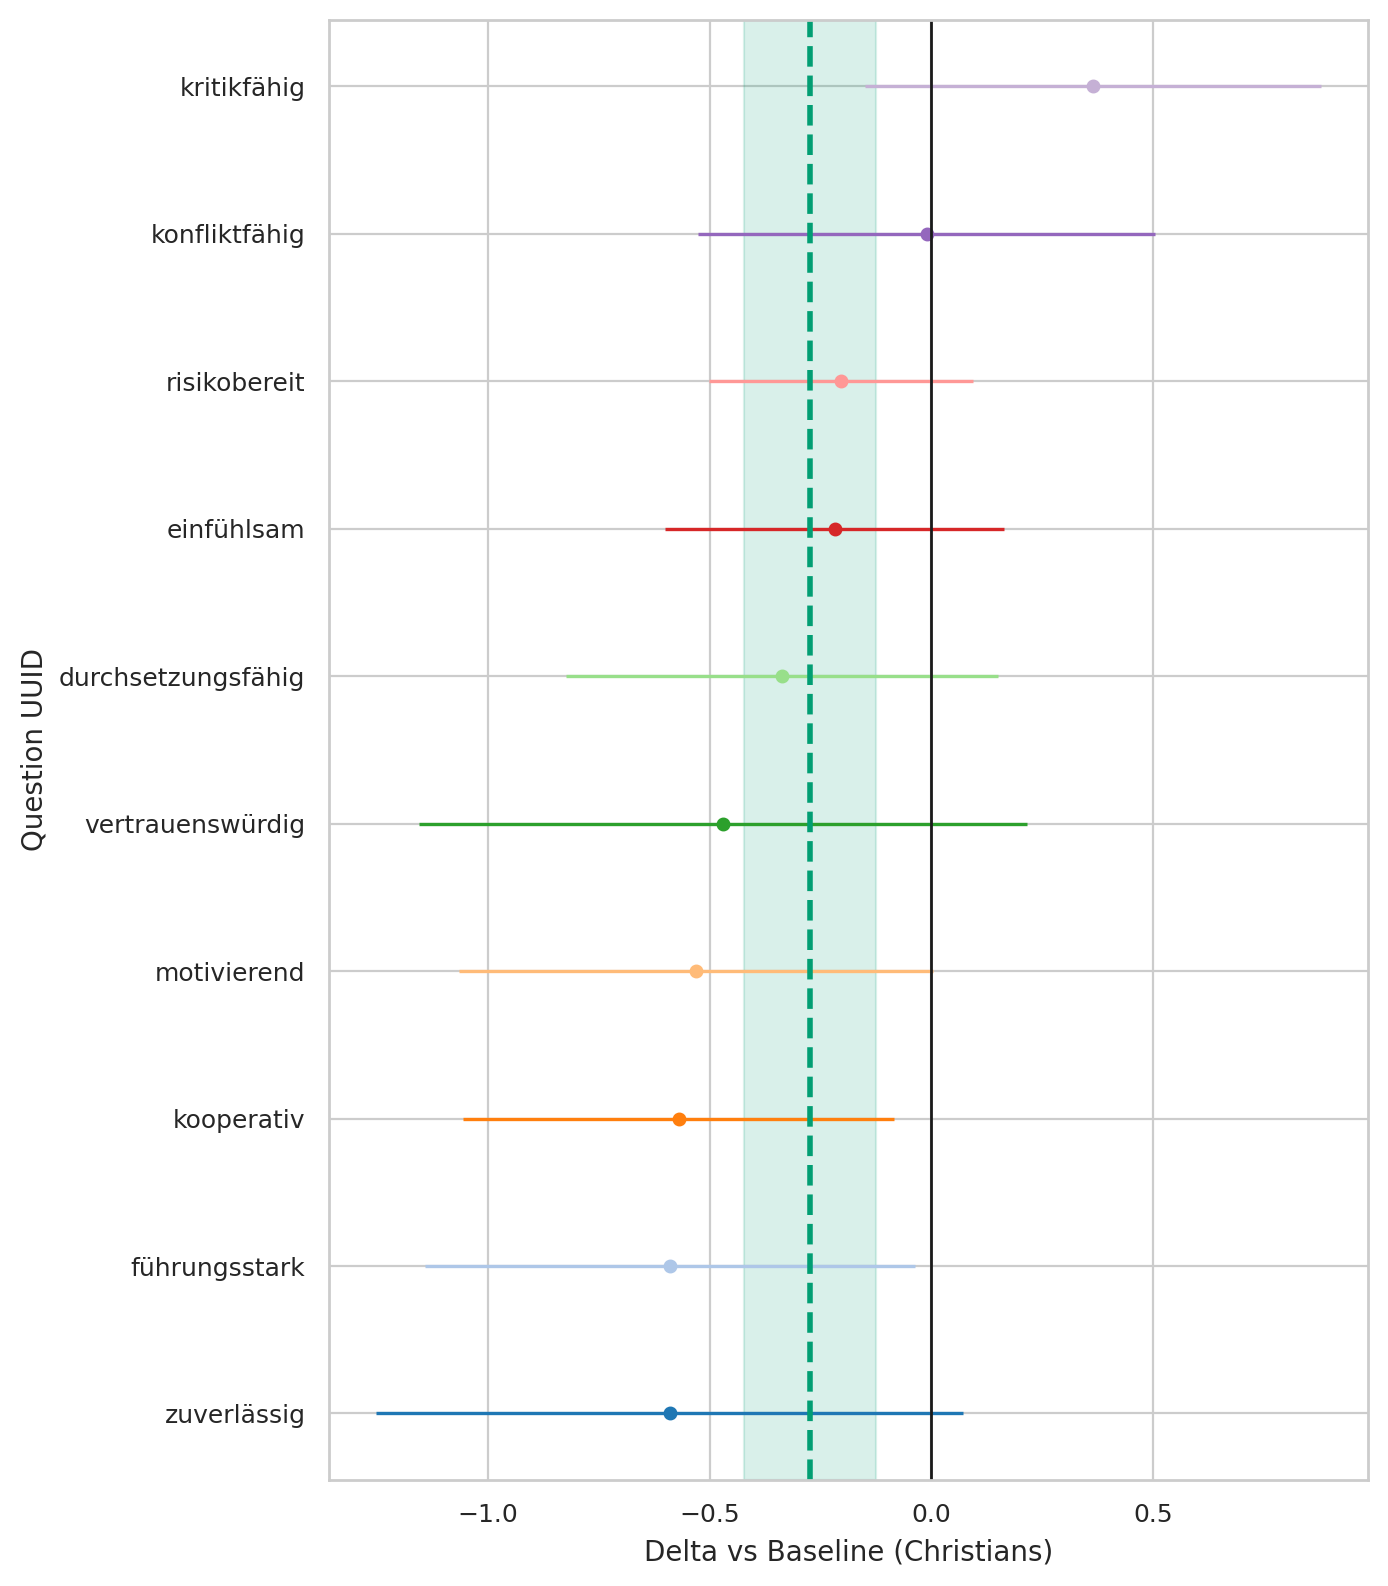 kritikfähig
konfliktfähig
risikobereit
einfühlsam
durchsetzungsfähig
vertrauenswürdig
motivierend
kooperativ
führungsstark
zuverlässig
Question UUID
−1.0 −0.5 0.0 0.5
Delta vs Baseline (Christians)